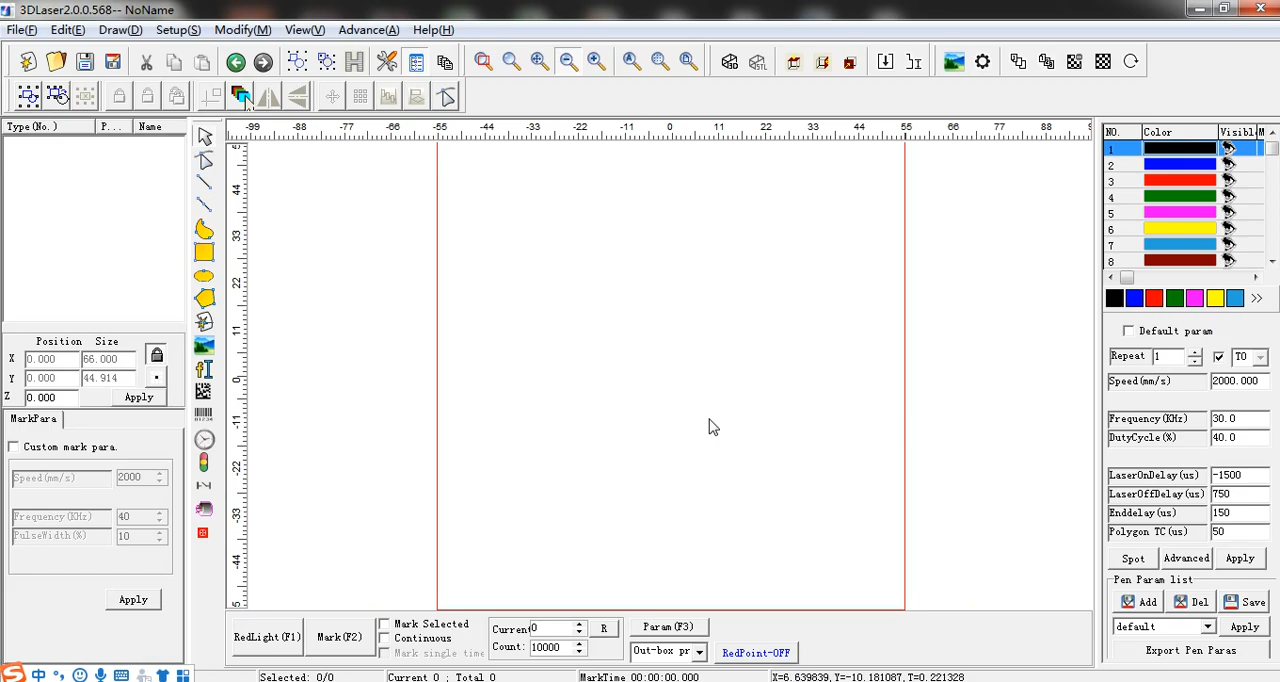 3DLaser2.0.0.568-- NoName
File(F) Edit(E) Draw(D) Setup(S) Modify(M) View(V) Advance(A) Help(H)
Type(No.) P... Name
-99 -88 -77 -66 -55 -44 -33 -22 -11 0 11 22 33 44 55 66 77 88 9
NO. Color Visibl M
1
2
3
4
5
6
7
8
44
33
22
11
0
-11
-22
-33
-44
5
Position Size
X 0.000 66.000
Y 0.000 44.914
Z 0.000 Apply
MarkPara
Custom mark para.
Speed(mm/s) 2000
Frequency(KHz) 40
PulseWidth(%) 10
Apply
Default param
Repeat 1 TO
Speed(mm/s) 2000.000
Frequency(KHz) 30.0
DutyCycle(%) 40.0
LaserOnDelay(us) -1500
LaserOffDelay(us) 750
Enddelay(us) 150
Polygon TC(us) 50
Spot Advanced Apply
Pen Param list
Add Del Save
default Apply
Export Pen Paras
RedLight(F1) Mark(F2)
Mark Selected
Continuous
Mark single time
Curren 0 R
Count: 10000
Param(F3)
Out-box pr
RedPoint-OFF
中
Selected: 0/0 Current 0 ; Total 0 MarkTime 00:00:00.000 X=6.639839, Y=-10.181087, T=0.221328